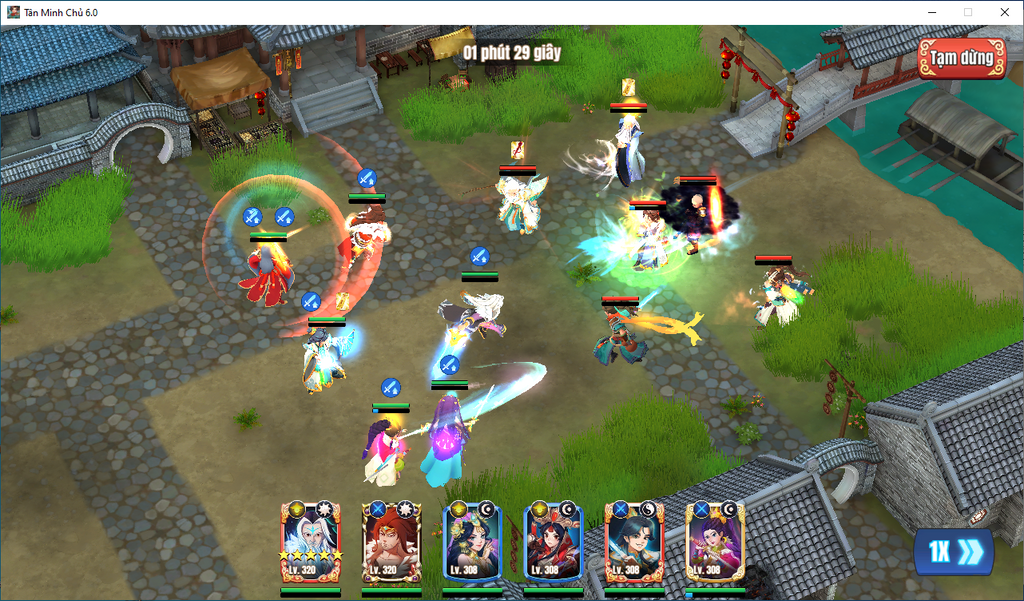 Tân Minh Chủ 6.0
01 phút 29 giây
Tạm dừng
Lv. 320
Lv. 320
Lv. 308
Lv. 308
Lv. 308
Lv. 308
1X